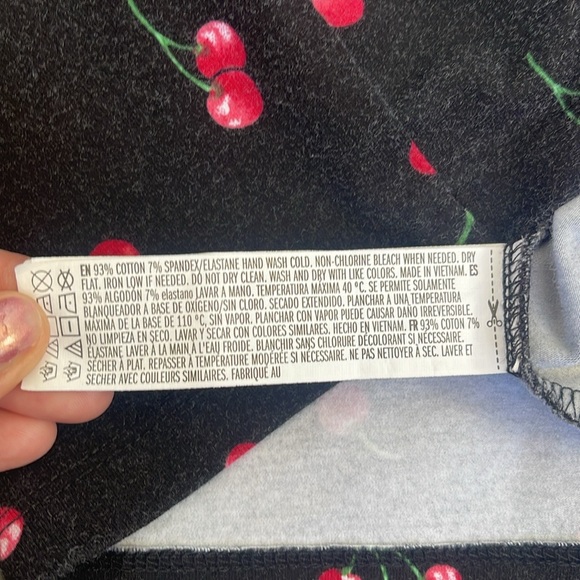 EN 93% COTTON 7% SPANDEX/ELASTANE HAND WASH COLD. NON-CHLORINE BLEACH WHEN NEEDED. DRY
FLAT. IRON LOW IF NEEDED. DO NOT DRY CLEAN. WASH AND DRY WITH LIKE COLORS. MADE IN VIETNAM. ES
93% ALGODÓN 7% elastano LAVAR A MANO. TEMPERATURA MÁXIMA 40 °C. SE PERMITE SOLAMENTE
BLANQUEADOR A BASE DE OXÍGENO/SIN CLORO. SECADO EXTENDIDO. PLANCHAR A UNA TEMPERATURA
MÁXIMA DE LA BASE DE 110 °C, SIN VAPOR. PLANCHAR CON VAPOR PUEDE CAUSAR DAÑO IRREVERSIBLE.
NO LIMPIEZA EN SECO. LAVAR Y SECAR CON COLORES SIMILARES. HECHO EN VIETNAM. FR 93% COTON 7%
ÉLASTANE LAVER À LA MAIN À L'EAU FROIDE. BLANCHIR SANS CHLORURE DÉCOLORANT SI NÉCESSAIRE.
SÉCHER À PLAT. REPASSER À TEMPÉRATURE MODÉRÉE SI NÉCESSAIRE. NE PAS NETTOYER À SEC. LAVER ET
SECHER AVEC COULEURS SIMILAIRES. FABRIQUE AU